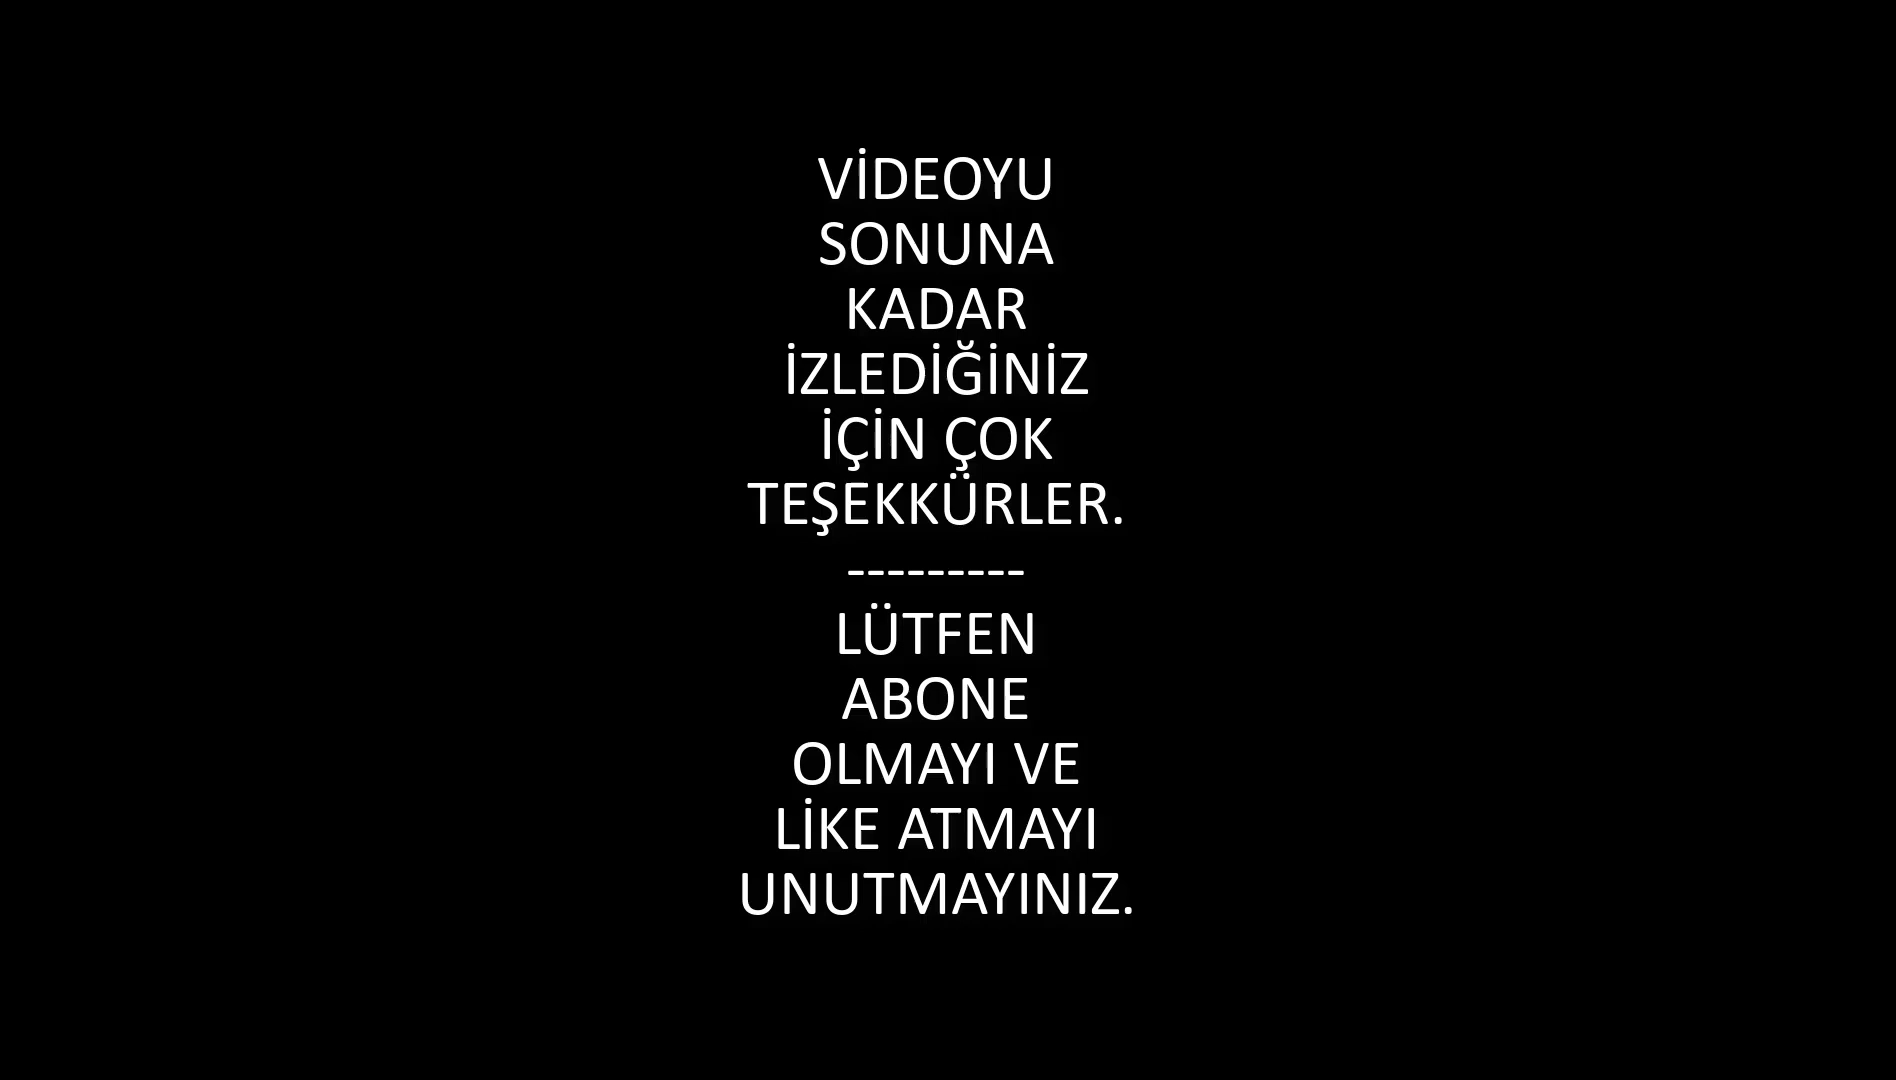 VİDEOYU
SONUNA
KADAR
İZLEDİĞİNİZ
İÇİN ÇOK
TEŞEKKÜRLER.
---------
LÜTFEN
ABONE
OLMAYI VE
LİKE ATMAYI
UNUTMAYINIZ.